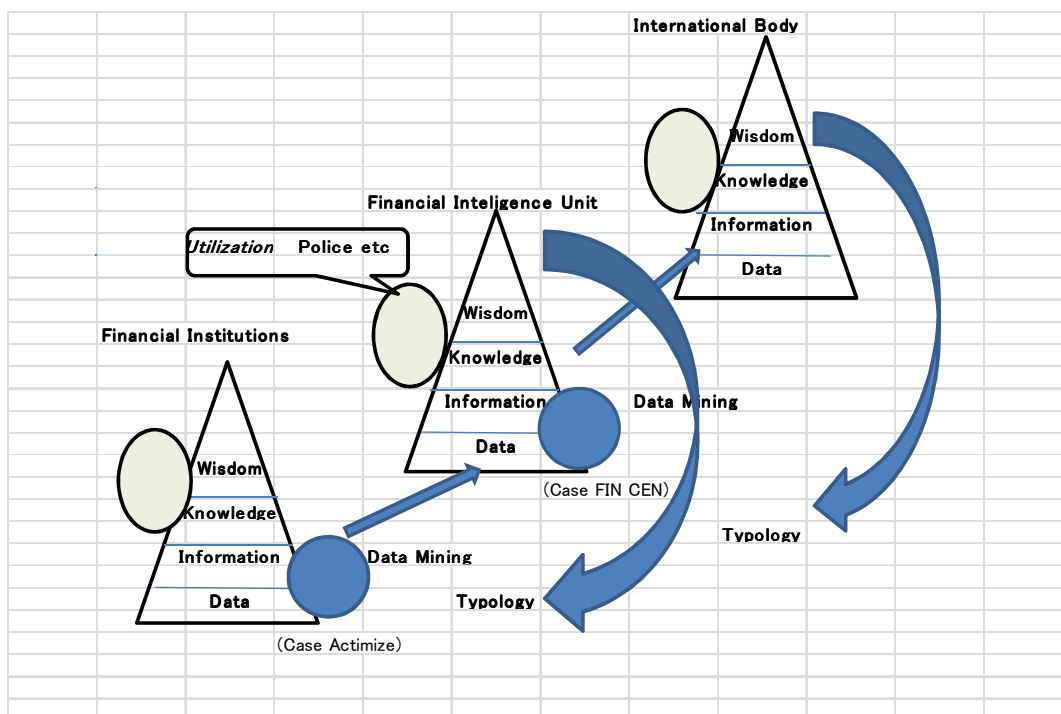 International Body
Wisdom
Knowledge
Information
Data
Financial Inteligence Unit
Utilization Police etc
Wisdom
Knowledge
Information
Data
Data Mining
(Case FIN CEN)
Typology
Financial Institutions
Wisdom
Knowledge
Information
Data
Data Mining
(Case Actimize)
Typology